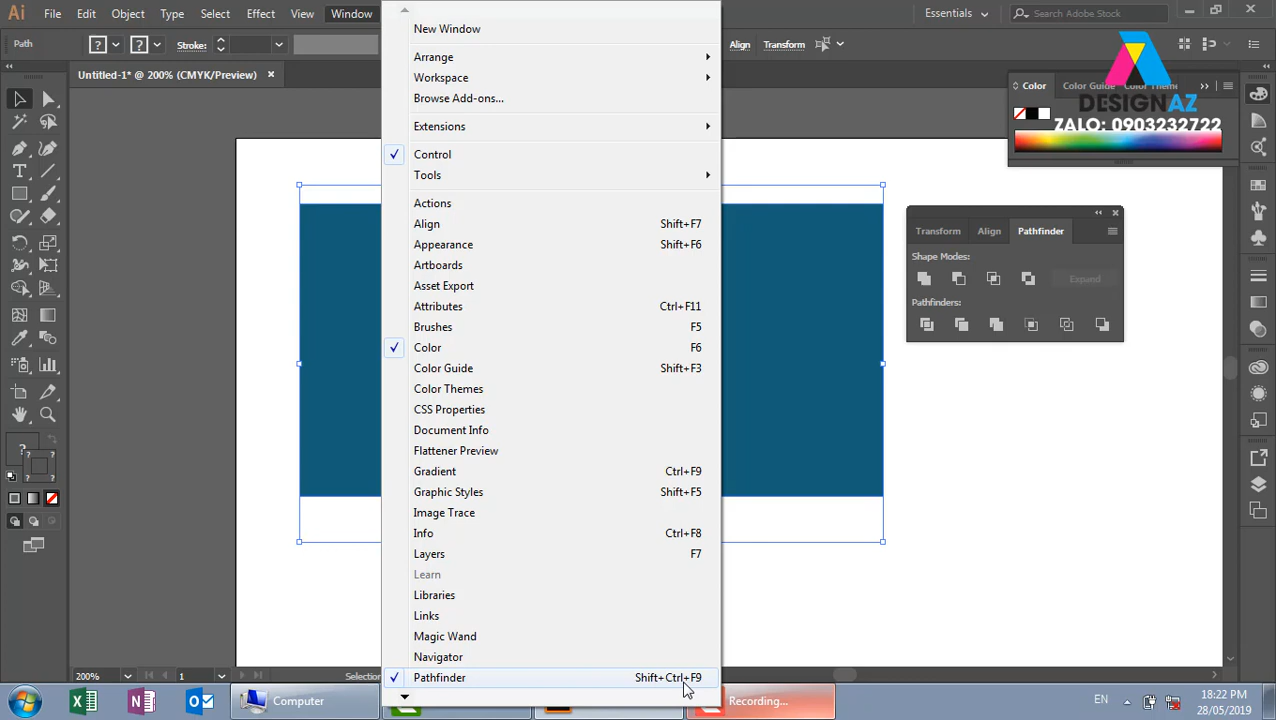 Ai File Edit Object Type Select Effect Window Essentials Search Adobe Stock
Path ? ? Stroke: Align Transform
Untitled-1* @ 200% (CMYK/Preview) ×
New Window
Arrange
Workspace
Browse Add-ons...
Extensions
Control
Tools
Actions
Align Shift+F7
Appearance Shift+F6
Artboards
Asset Export
Attributes Ctrl+F11
Brushes F5
Color F6
Color Guide Shift+F3
Color Themes
CSS Properties
Document Info
Flattener Preview
Gradient Ctrl+F9
Graphic Styles Shift+F5
Image Trace
Info Ctrl+F8
Layers F7
Learn
Libraries
Links
Magic Wand
Navigator
Pathfinder Shift+Ctrl+F9
Color Color Guide Color Themes
DESIGNAZ
ZALO: 0903232722
Transform Align Pathfinder
Shape Modes:
Expand
Pathfinders:
?
200% 1 Selection
Computer Recording... EN 18:22 PM
28/05/2019